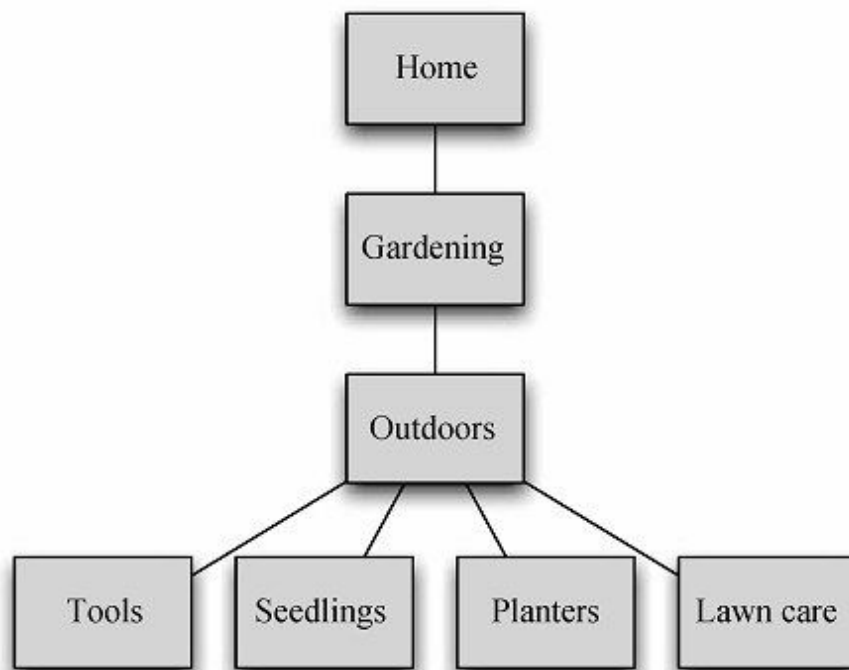 Home
Gardening
Outdoors
Tools
Seedlings
Planters
Lawn care